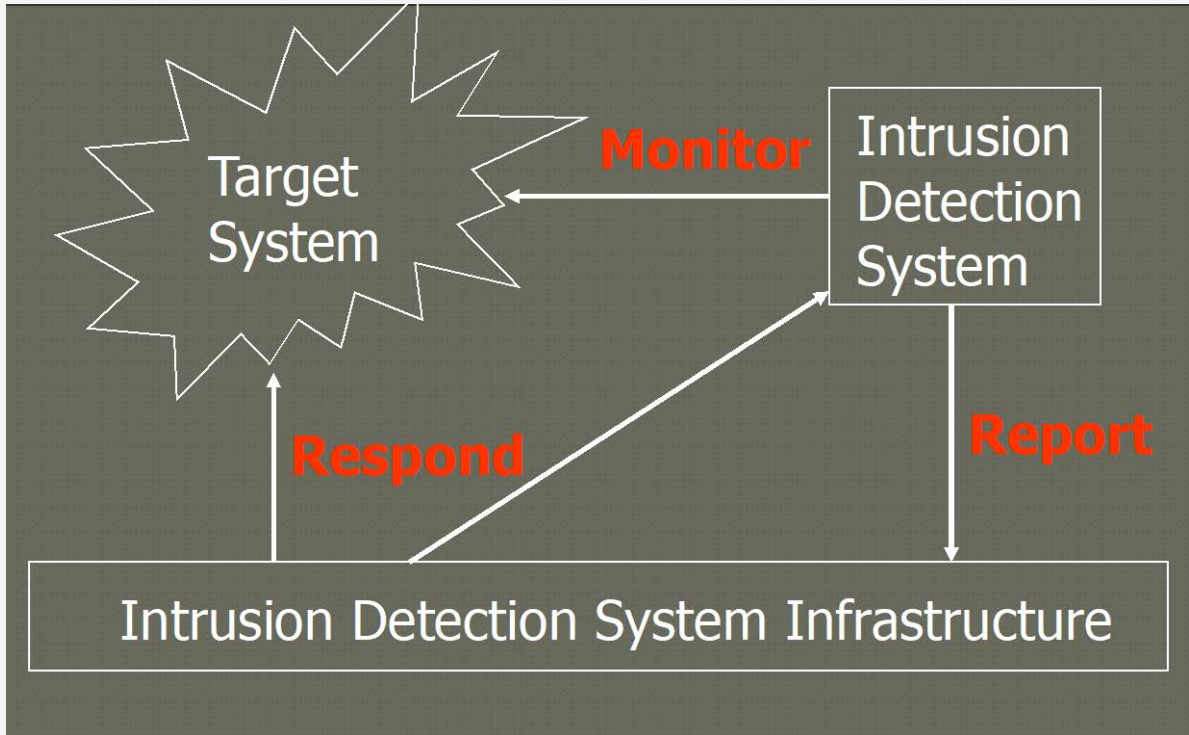 Target
System
Monitor
Intrusion
Detection
System
Respond
Report
Intrusion Detection System Infrastructure